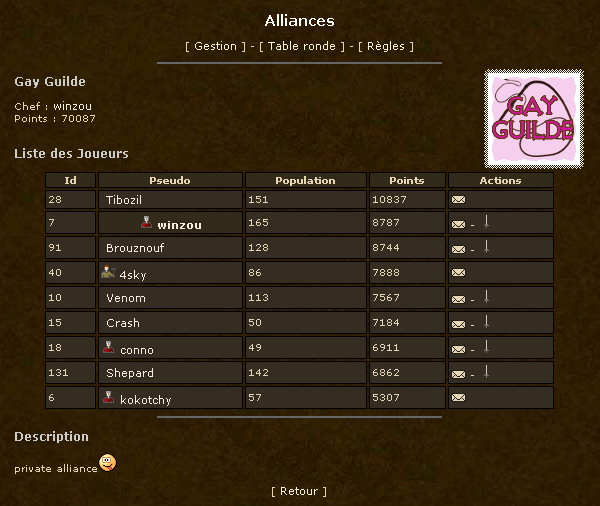 Alliances
[ Gestion ] - [ Table ronde ] - [ Règles ]
Gay Guilde
Chef : winzou
Points : 70087
GAY
GUILDE
Liste des Joueurs
Id Pseudo Population Points Actions
28 Tibozil 151 10837
7 winzou 165 8787 -
91 Brouznouf 128 8744 -
40 4sky 86 7888
10 Venom 113 7567 -
15 Crash 50 7184 -
18 conno 49 6911 -
131 Shepard 142 6862 -
6 kokotchy 57 5307
Description
private alliance
[ Retour ]